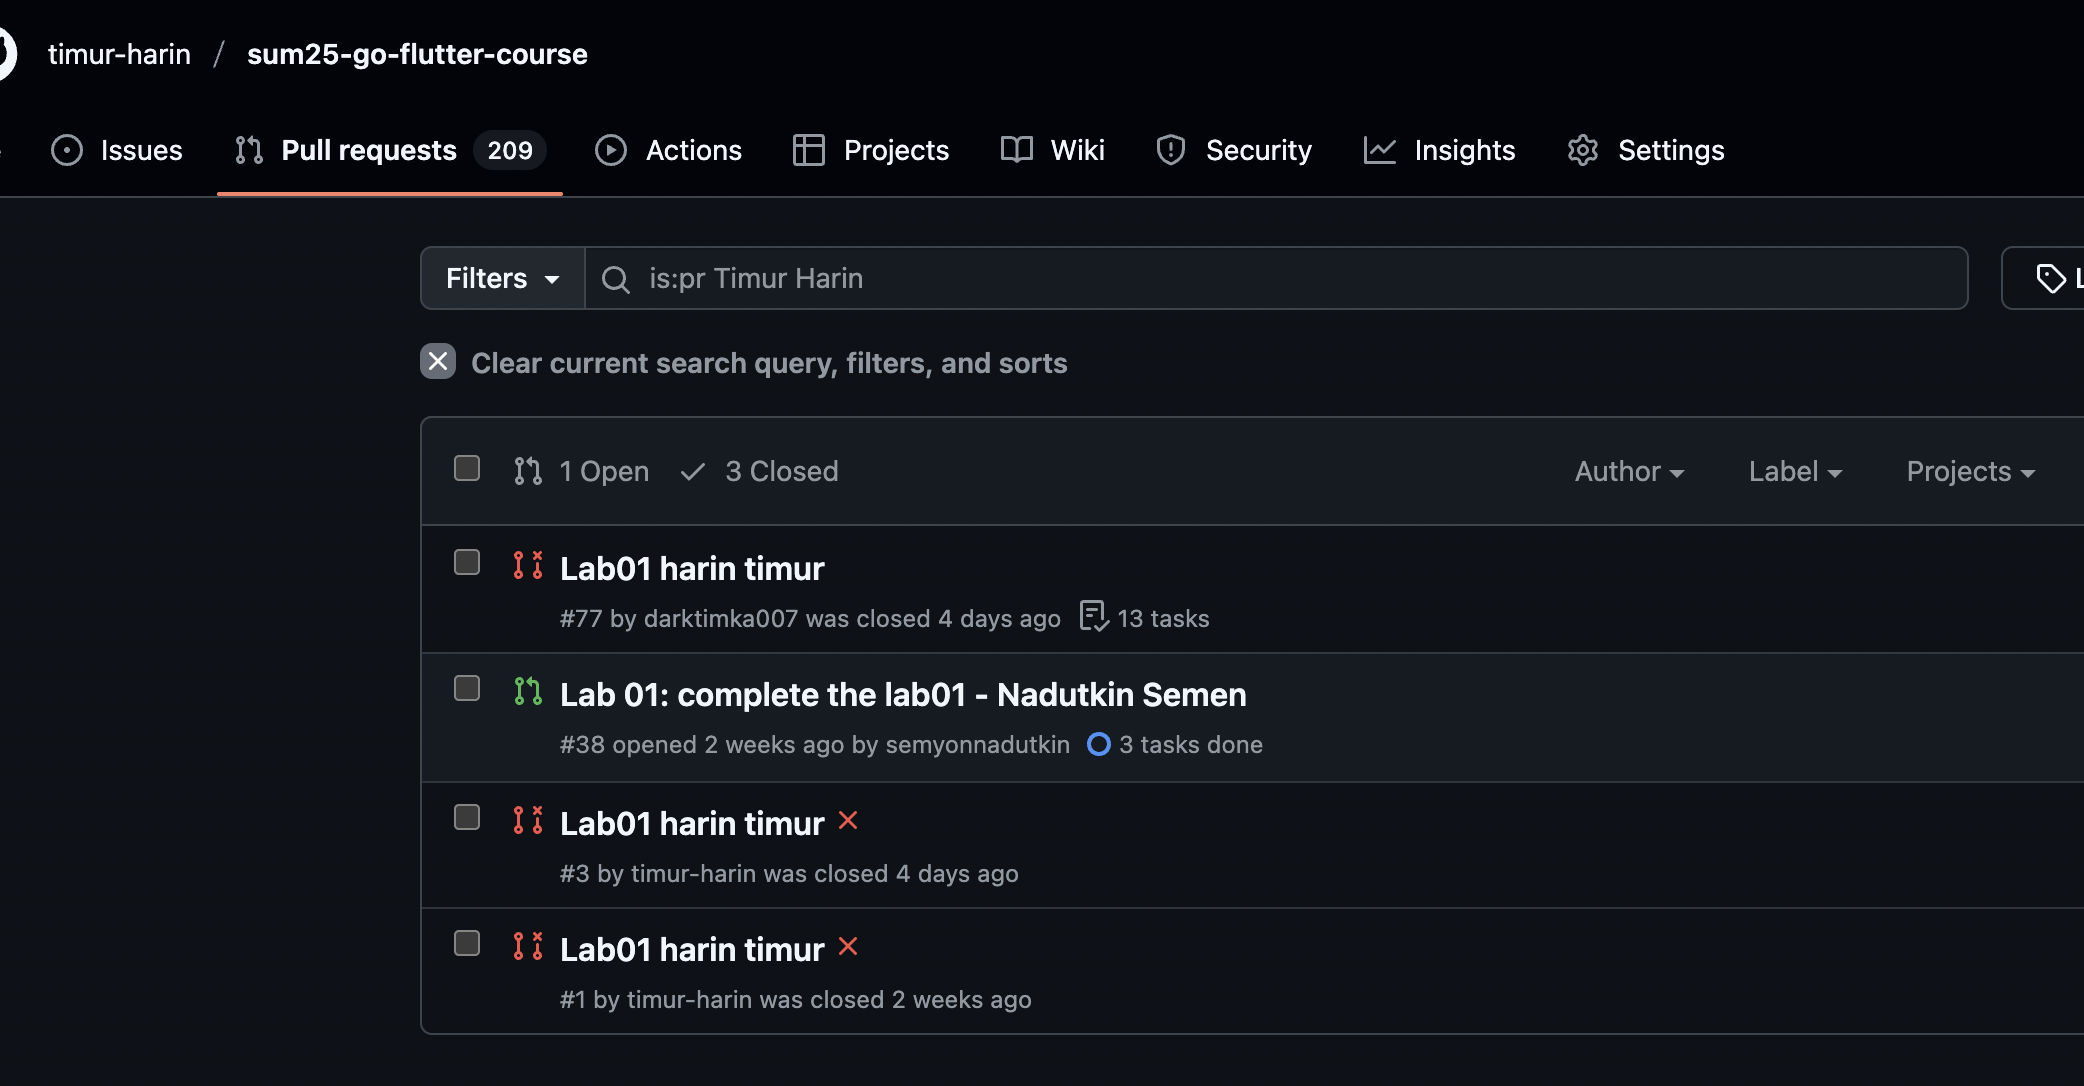 timur-harin / sum25-go-flutter-course
Issues Pull requests 209 Actions Projects Wiki Security Insights Settings
Filters is:pr Timur Harin
Clear current search query, filters, and sorts
1 Open 3 Closed Author Label Projects
Lab01 harin timur
#77 by darktimka007 was closed 4 days ago 13 tasks
Lab 01: complete the lab01 - Nadutkin Semen
#38 opened 2 weeks ago by semyonnadutkin 3 tasks done
Lab01 harin timur
#3 by timur-harin was closed 4 days ago
Lab01 harin timur
#1 by timur-harin was closed 2 weeks ago